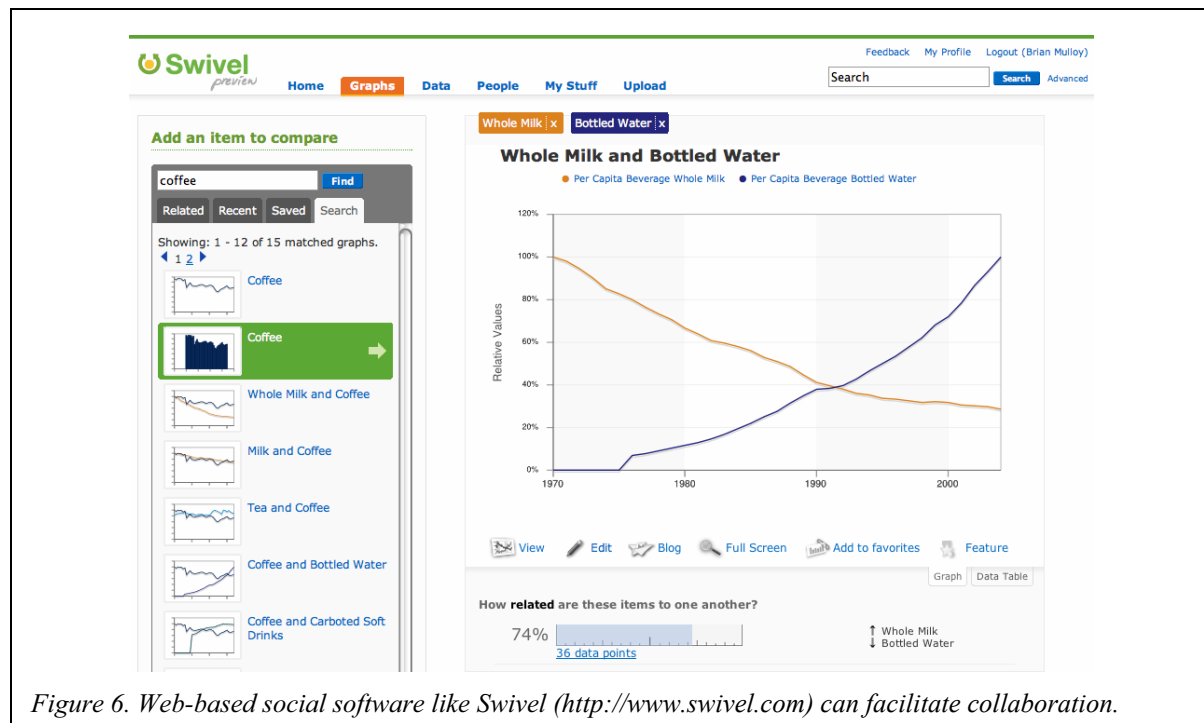 Swivel
preview
Home Graphs Data People My Stuff Upload
Feedback My Profile Logout (Brian Mulloy)
Search Search Advanced
Add an item to compare
coffee Find
Related Recent Saved Search
Showing: 1 - 12 of 15 matched graphs.
1 2
Coffee
Coffee
Whole Milk and Coffee
Milk and Coffee
Tea and Coffee
Coffee and Bottled Water
Coffee and Carboted Soft
Drinks
Whole Milk x Bottled Water x
Whole Milk and Bottled Water
Per Capita Beverage Whole Milk Per Capita Beverage Bottled Water
120%
100%
80%
60%
40%
20%
0%
Relative Values
1970 1980 1990 2000
View Edit Blog Full Screen Add to favorites Feature
Graph Data Table
How related are these items to one another?
74%
36 data points
↑ Whole Milk
↓ Bottled Water
Figure 6. Web-based social software like Swivel (http://www.swivel.com) can facilitate collaboration.